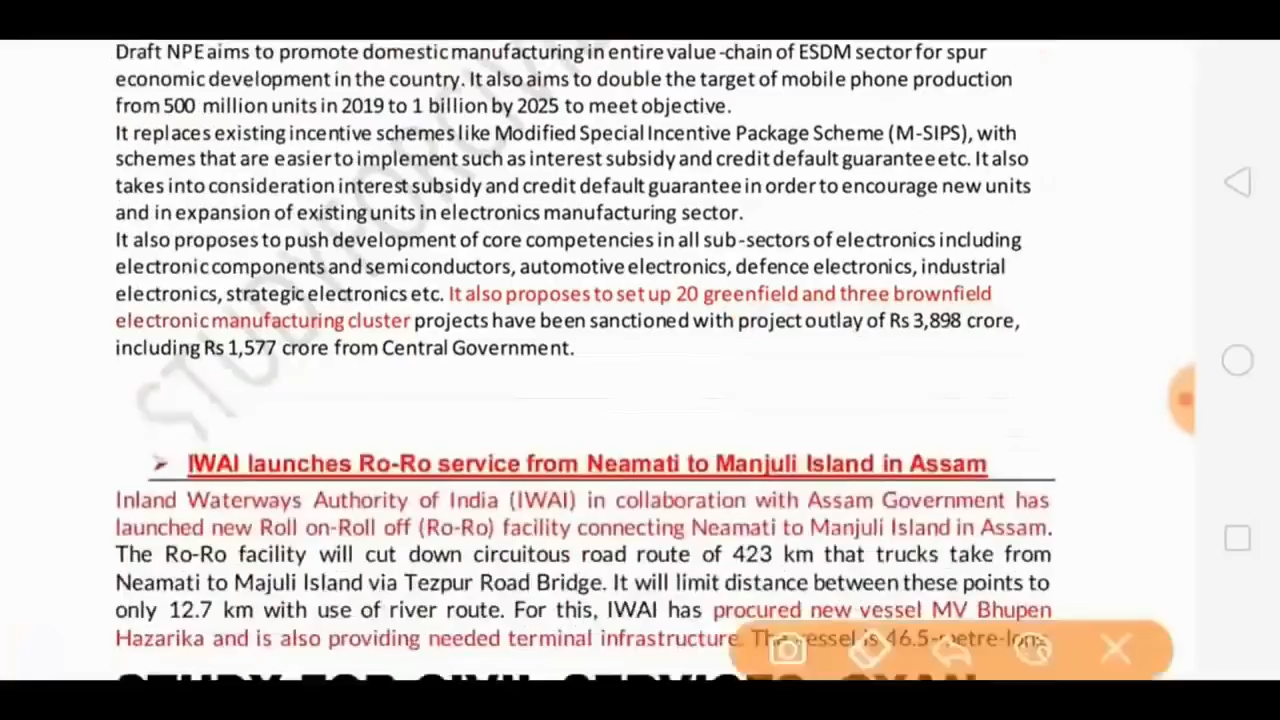 Draft NPE aims to promote domestic manufacturing in entire value-chain of ESDM sector for spur
economic development in the country. It also aims to double the target of mobile phone production
from 500 million units in 2019 to 1 billion by 2025 to meet objective.
It replaces existing incentive schemes like Modified Special Incentive Package Scheme (M-SIPS), with
schemes that are easier to implement such as interest subsidy and credit default guarantee etc. It also
takes into consideration interest subsidy and credit default guarantee in order to encourage new units
and in expansion of existing units in electronics manufacturing sector.
It also proposes to push development of core competencies in all sub-sectors of electronics including
electronic components and semiconductors, automotive electronics, defence electronics, industrial
electronics, strategic electronics etc. It also proposes to set up 20 greenfield and three brownfield
electronic manufacturing cluster projects have been sanctioned with project outlay of Rs 3,898 crore,
including Rs 1,577 crore from Central Government.
➢ IWAI launches Ro-Ro service from Neamati to Manjuli Island in Assam
Inland Waterways Authority of India (IWAI) in collaboration with Assam Government has
launched new Roll on-Roll off (Ro-Ro) facility connecting Neamati to Manjuli Island in Assam.
The Ro-Ro facility will cut down circuitous road route of 423 km that trucks take from
Neamati to Majuli Island via Tezpur Road Bridge. It will limit distance between these points to
only 12.7 km with use of river route. For this, IWAI has procured new vessel MV Bhupen
Hazarika and is also providing needed terminal infrastructure. The vessel is 46.5-metre-long
STUDY FOR CIVIL SERVICES- GYAN